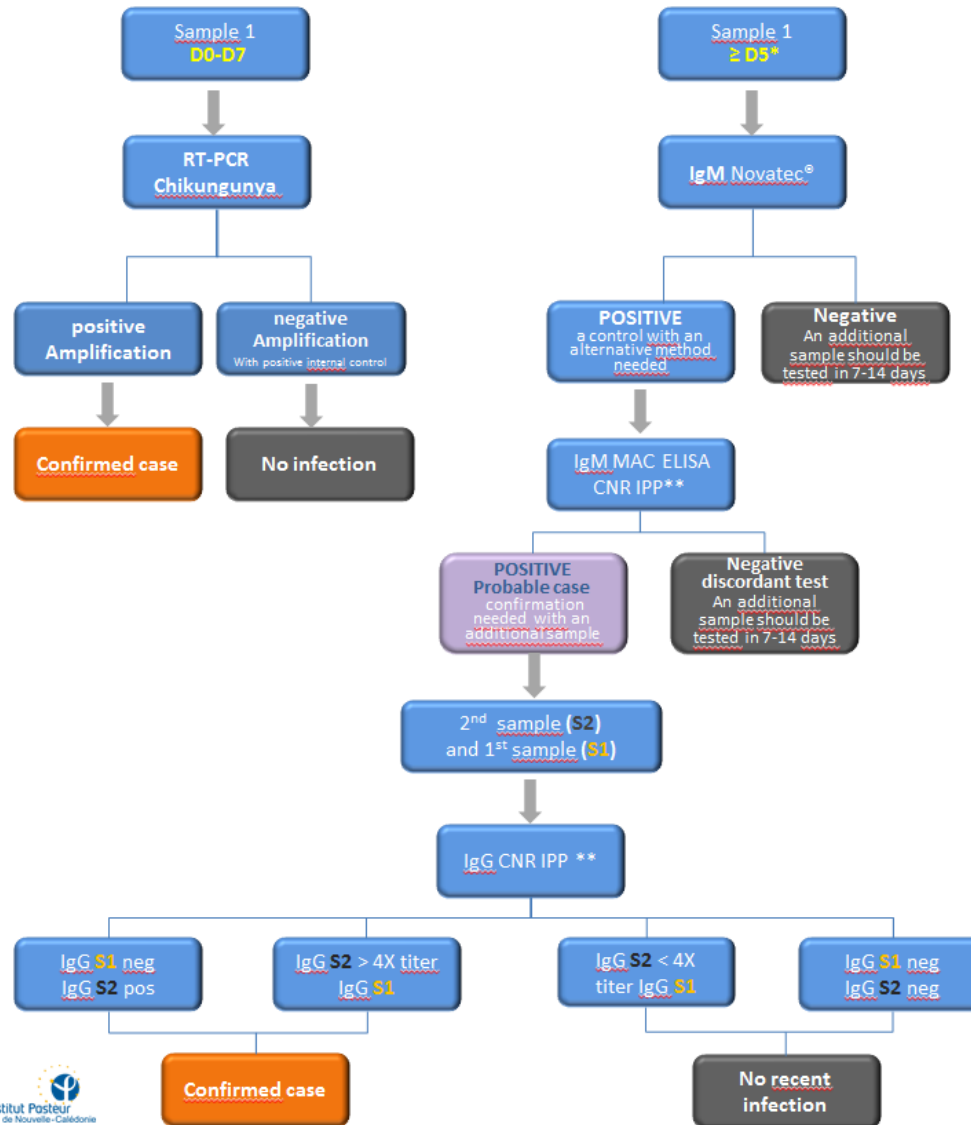 Sample 1
D0-D7
Sample 1
≥ D5*
RT-PCR
Chikungunya
IgM Novatec®
positive
Amplification
negative
Amplification
With positive internal control
POSITIVE
a control with an
alternative method
needed
Negative
An additional
sample should be
tested in 7-14 days
Confirmed case
No infection
IgM MAC ELISA
CNR IPP**
POSITIVE
Probable case
confirmation
needed with an
additional sample
Negative
discordant test
An additional
sample should be
tested in 7-14 days
2nd sample (S2)
and 1st sample (S1)
IgG CNR IPP **
IgG S1 neg
IgG S2 pos
IgG S2 > 4X titer
IgG S1
IgG S2 < 4X
titer IgG S1
IgG S1 neg
IgG S2 neg
Confirmed case
No recent
infection
stitut Pasteur
de Nouvelle-Calédonie